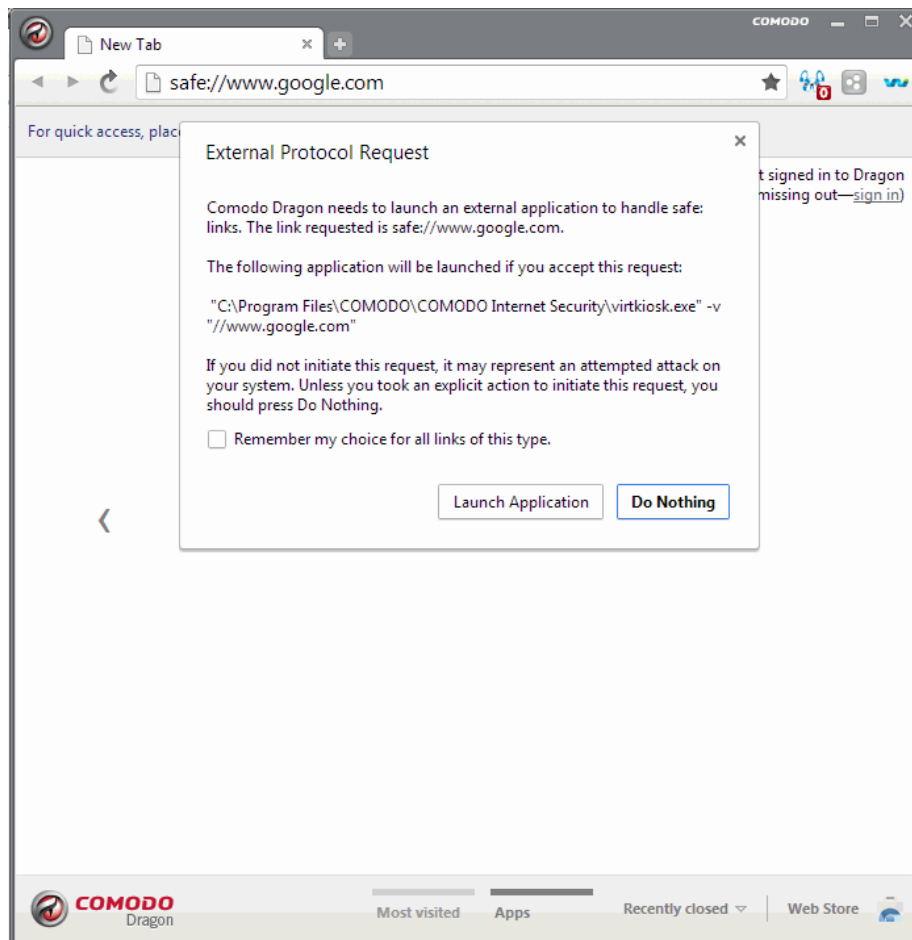 COMODO
New Tab
safe://www.google.com
0
For quick access, plac
t signed in to Dragon
missing out—sign in)
External Protocol Request
Comodo Dragon needs to launch an external application to handle safe:
links. The link requested is safe://www.google.com.
The following application will be launched if you accept this request:
"C:\Program Files\COMODO\COMODO Internet Security\virtkiosk.exe" -v
"//www.google.com"
If you did not initiate this request, it may represent an attempted attack on
your system. Unless you took an explicit action to initiate this request, you
should press Do Nothing.
Remember my choice for all links of this type.
Launch Application
Do Nothing
COMODO
Dragon
Most visited
Apps
Recently closed
Web Store